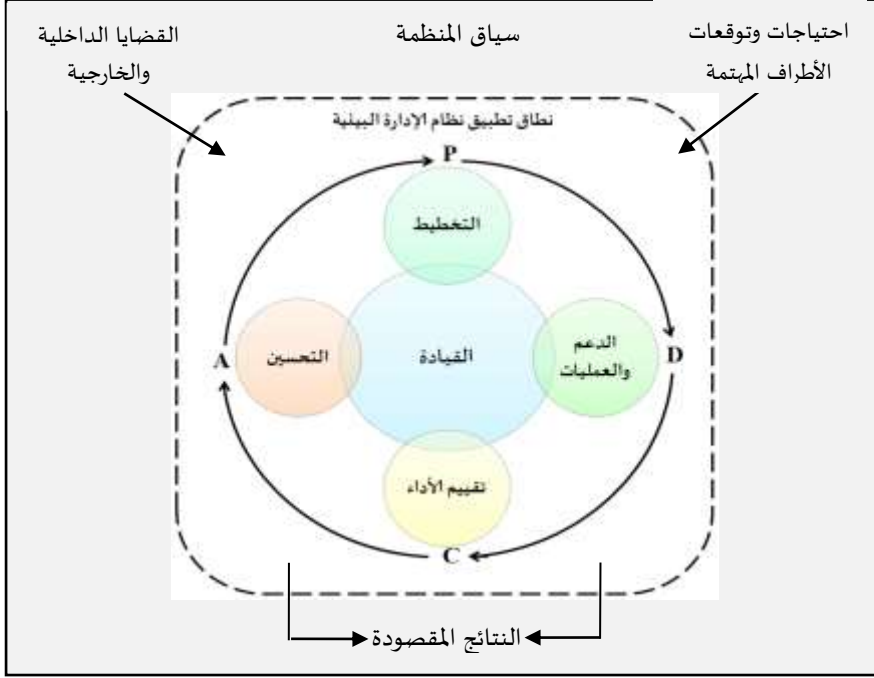 احتياجات وتوقعات
الأطراف المهتمة
سياق المنظمة
القضايا الداخلية
والخارجية
نطاق تطبيق نظام الإدارة البيئية
P
التخطيط
D
الدعم
والعمليات
القيادة
التحسين
A
تقييم الأداء
C
النتائج المقصودة